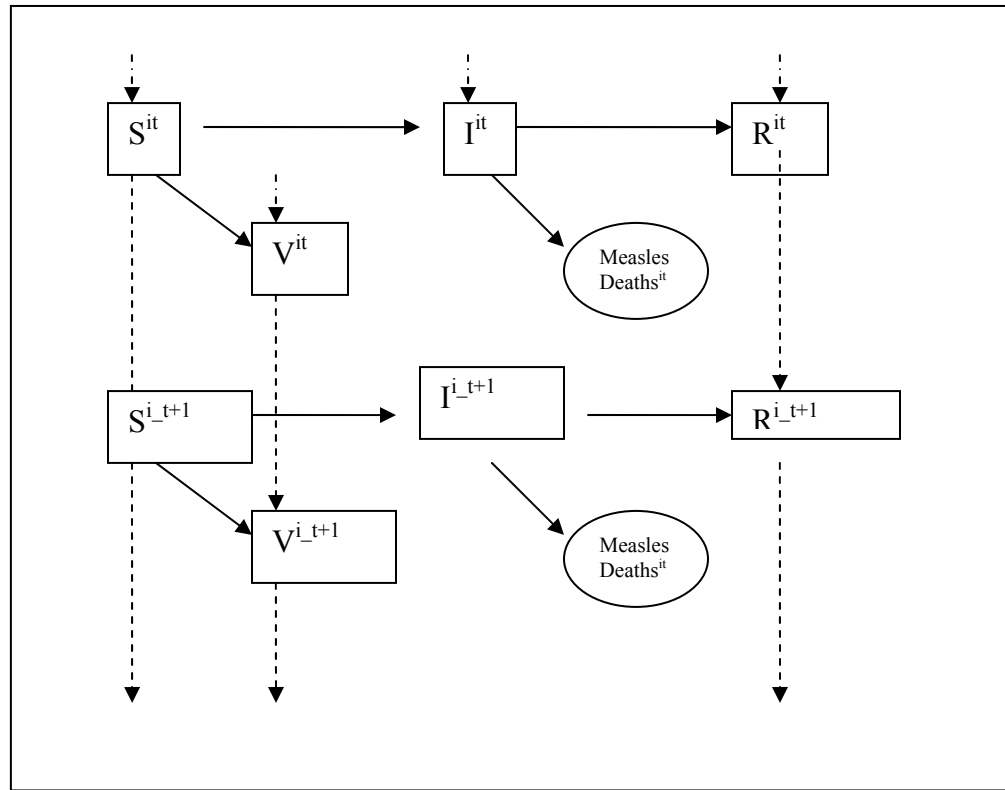 S^it
I^it
R^it
V^it
Measles
Deaths^it
S^i_t+1
I^i_t+1
R^i_t+1
V^i_t+1
Measles
Deaths^it